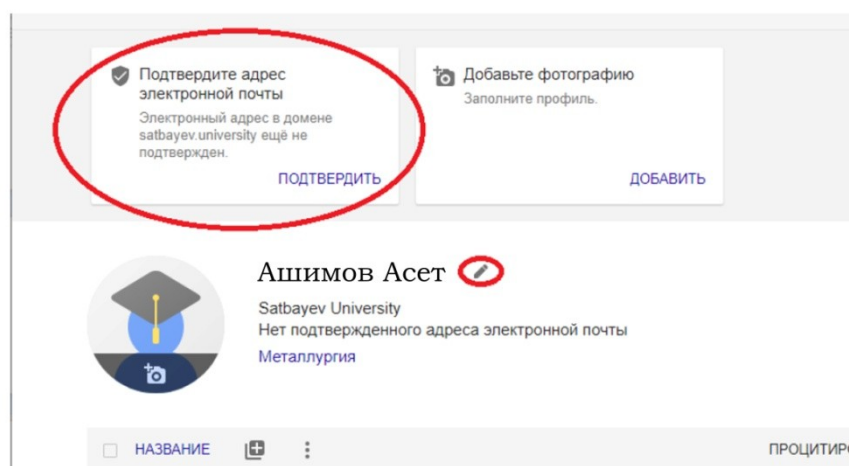 Подтвердите адрес
электронной почты
Электронный адрес в домене
satbayev.university ещё не
подтвержден.
ПОДТВЕРДИТЬ
Добавьте фотографию
Заполните профиль.
ДОБАВИТЬ
Ашимов Асет
Satbayev University
Нет подтвержденного адреса электронной почты
Металлургия
НАЗВАНИЕ
ПРОЦИТИРО